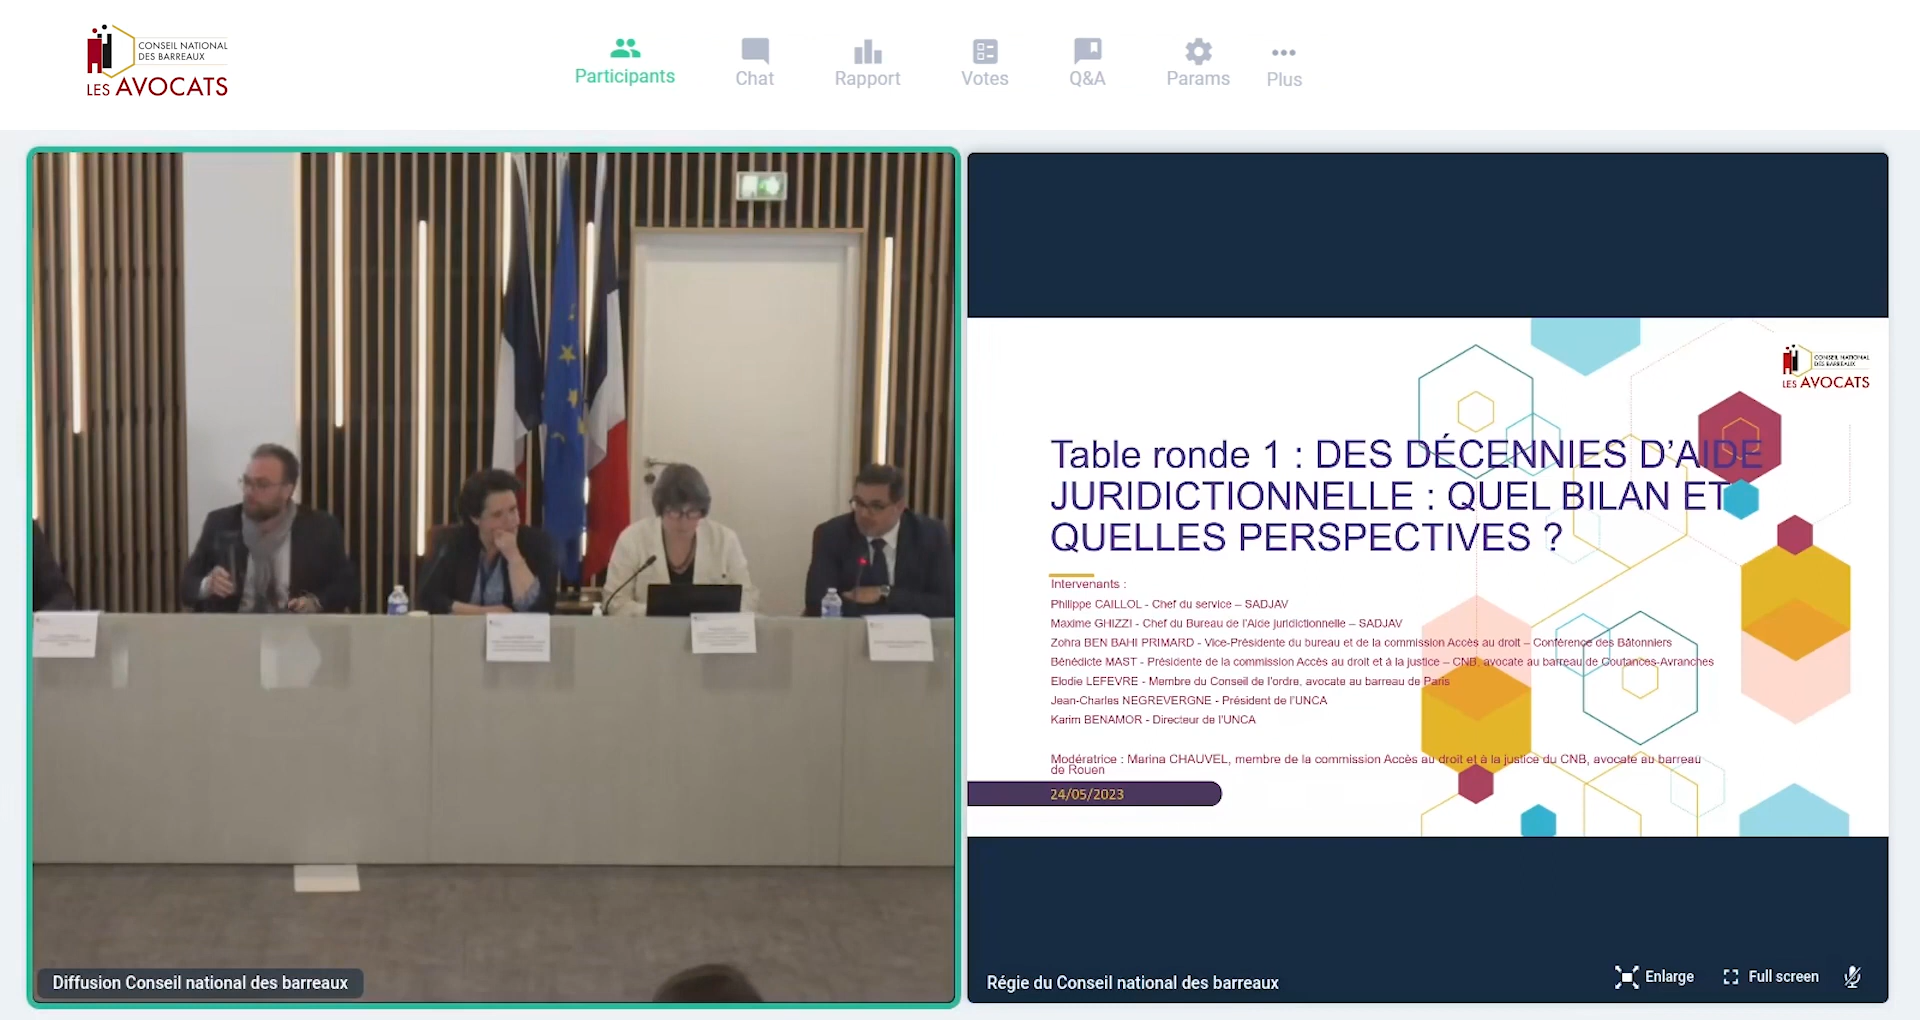 CONSEIL NATIONAL
DES BARREAUX
LES AVOCATS
Participants
Chat
Rapport
Votes
Q&A
Params
Plus
Diffusion Conseil national des barreaux
CONSEIL NATIONAL
DES BARREAUX
LES AVOCATS
Table ronde 1 : DES DÉCENNIES D’AIDE
JURIDICTIONNELLE : QUEL BILAN ET
QUELLES PERSPECTIVES ?
Intervenants :
Philippe CAILLOL - Chef du service – SADJAV
Maxime GHIZZI - Chef du Bureau de l’Aide juridictionnelle – SADJAV
Zohra BEN BAHI PRIMARD - Vice-Présidente du bureau et de la commission Accès au droit – Conférence des Bâtonniers
Bénédicte MAST - Présidente de la commission Accès au droit et à la justice – CNB, avocate au barreau de Coutances-Avranches
Elodie LEFEVRE - Membre du Conseil de l’ordre, avocate au barreau de Paris
Jean-Charles NEGREVERGNE - Président de l’UNCA
Karim BENAMOR - Directeur de l’UNCA
Modératrice : Marina CHAUVEL, membre de la commission Accès au droit et à la justice du CNB, avocate au barreau
de Rouen
24/05/2023
Régie du Conseil national des barreaux
Enlarge
Full screen